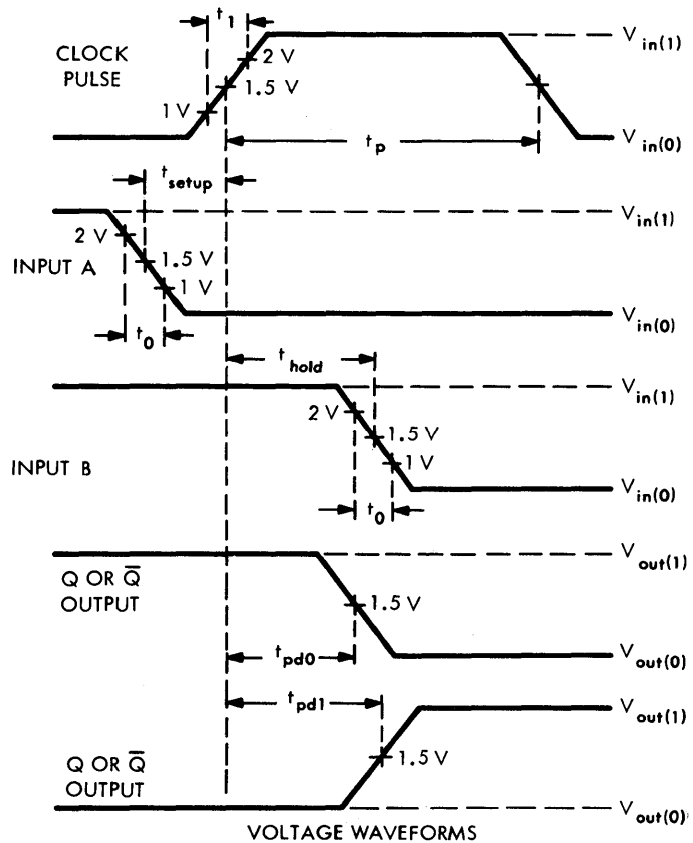 t1
CLOCK
PULSE
2 V
1.5 V
1 V
Vin(1)
tp
Vin(0)
tsetup
Vin(1)
2 V
INPUT A
1.5 V
1 V
t0
Vin(0)
thold
Vin(1)
2 V
1.5 V
INPUT B
1 V
Vin(0)
t0
Vout(1)
Q OR Q̅
OUTPUT
1.5 V
tpd0
Vout(0)
tpd1
Vout(1)
Q OR Q̅
OUTPUT
1.5 V
Vout(0)
VOLTAGE WAVEFORMS